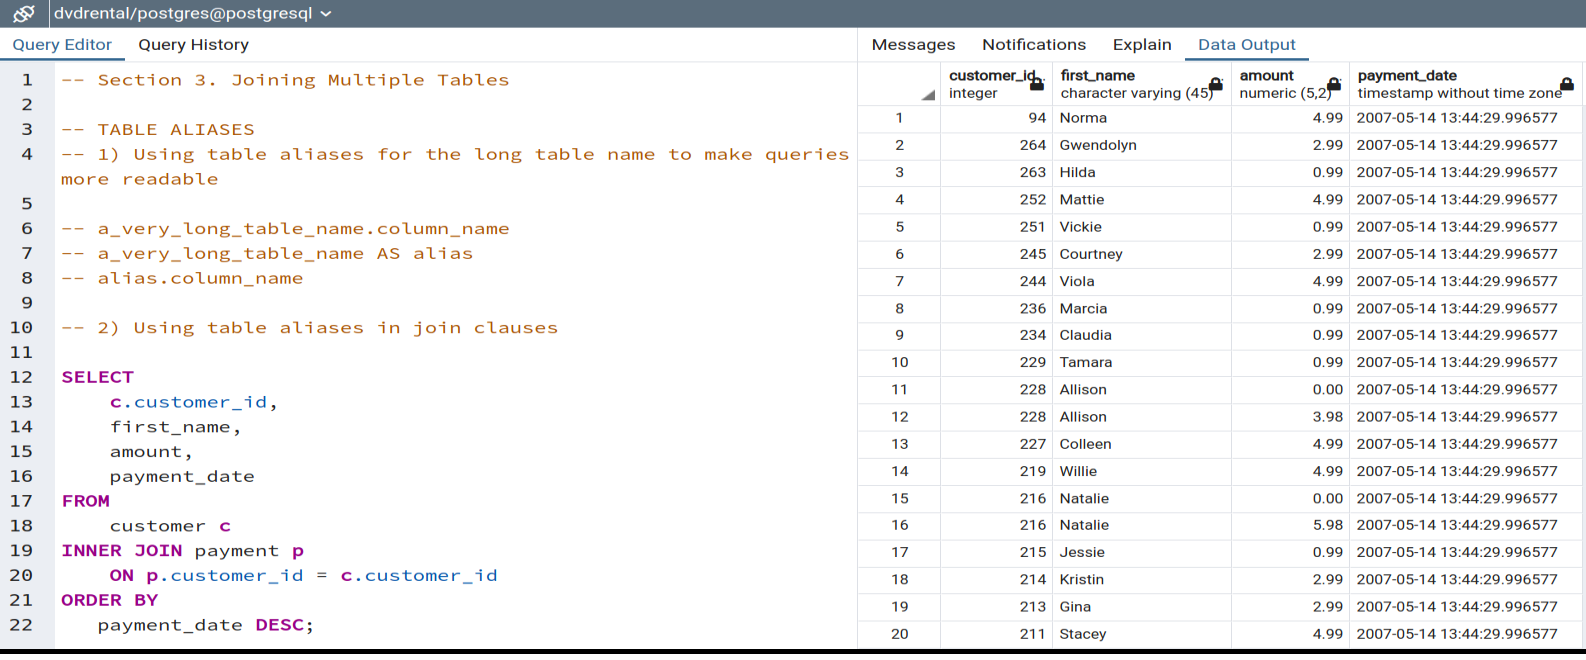 dvdrental/postgres@postgresql
Query Editor Query History
1 -- Section 3. Joining Multiple Tables
2
3 -- TABLE ALIASES
4 -- 1) Using table aliases for the long table name to make queries
more readable
5
6 -- a_very_long_table_name.column_name
7 -- a_very_long_table_name AS alias
8 -- alias.column_name
9
10 -- 2) Using table aliases in join clauses
11
12 SELECT
13 c.customer_id,
14 first_name,
15 amount,
16 payment_date
17 FROM
18 customer c
19 INNER JOIN payment p
20 ON p.customer_id = c.customer_id
21 ORDER BY
22 payment_date DESC;
Messages Notifications Explain Data Output
customer_id first_name amount payment_date
integer character varying (45) numeric (5,2) timestamp without time zone
1 94 Norma 4.99 2007-05-14 13:44:29.996577
2 264 Gwendolyn 2.99 2007-05-14 13:44:29.996577
3 263 Hilda 0.99 2007-05-14 13:44:29.996577
4 252 Mattie 4.99 2007-05-14 13:44:29.996577
5 251 Vickie 0.99 2007-05-14 13:44:29.996577
6 245 Courtney 2.99 2007-05-14 13:44:29.996577
7 244 Viola 4.99 2007-05-14 13:44:29.996577
8 236 Marcia 0.99 2007-05-14 13:44:29.996577
9 234 Claudia 0.99 2007-05-14 13:44:29.996577
10 229 Tamara 0.99 2007-05-14 13:44:29.996577
11 228 Allison 0.00 2007-05-14 13:44:29.996577
12 228 Allison 3.98 2007-05-14 13:44:29.996577
13 227 Colleen 4.99 2007-05-14 13:44:29.996577
14 219 Willie 4.99 2007-05-14 13:44:29.996577
15 216 Natalie 0.00 2007-05-14 13:44:29.996577
16 216 Natalie 5.98 2007-05-14 13:44:29.996577
17 215 Jessie 0.99 2007-05-14 13:44:29.996577
18 214 Kristin 2.99 2007-05-14 13:44:29.996577
19 213 Gina 2.99 2007-05-14 13:44:29.996577
20 211 Stacey 4.99 2007-05-14 13:44:29.996577